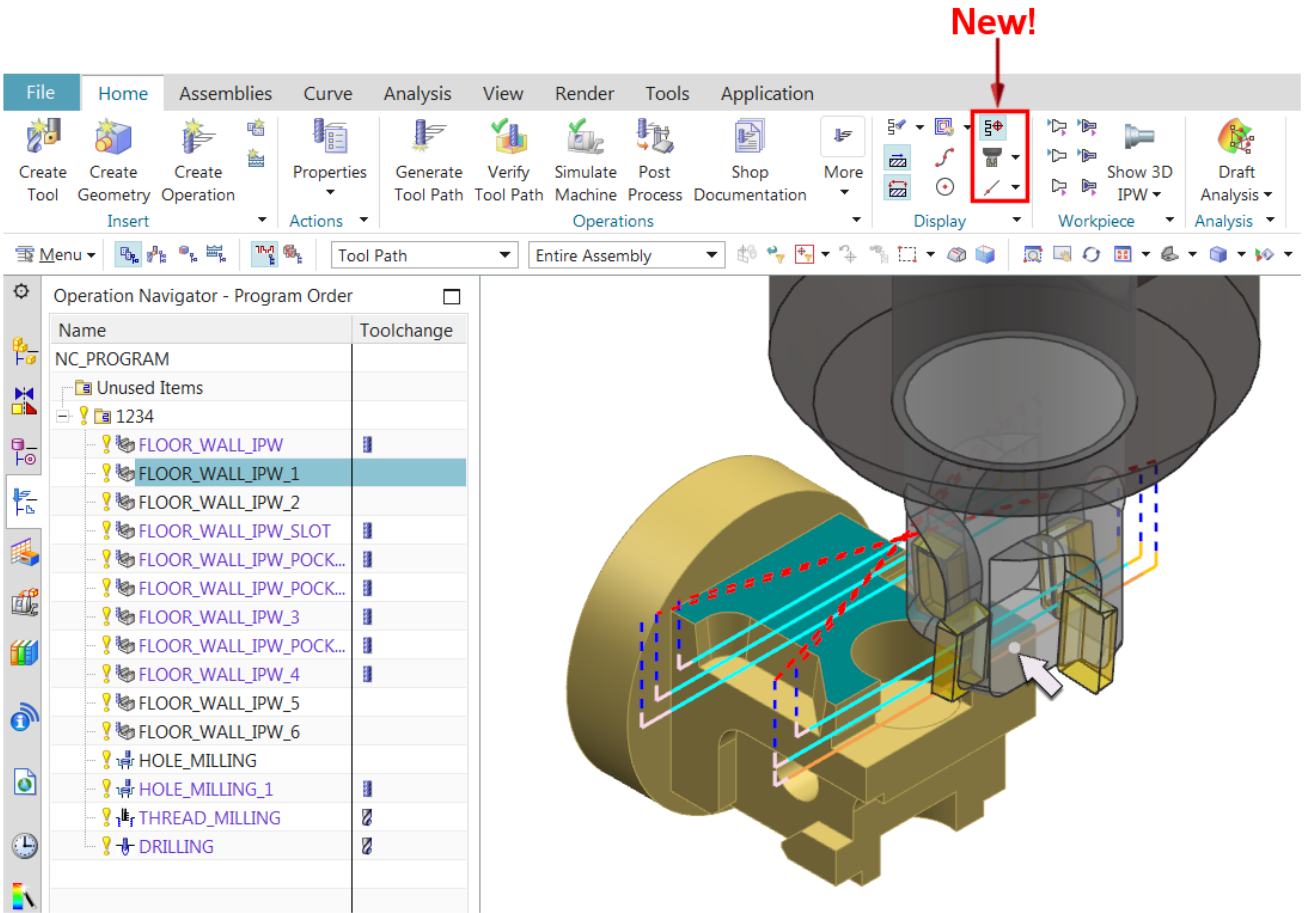 New!
File Home Assemblies Curve Analysis View Render Tools Application
Create Tool
Create Geometry
Create Operation
Properties
Generate Tool Path
Verify Tool Path
Simulate Machine
Post Process
Shop Documentation
More
Show 3D IPW
Draft Analysis
Insert Actions Operations Display Workpiece Analysis
Menu Tool Path Entire Assembly
Operation Navigator - Program Order
Name Toolchange
NC_PROGRAM
Unused Items
1234
FLOOR_WALL_IPW
FLOOR_WALL_IPW_1
FLOOR_WALL_IPW_2
FLOOR_WALL_IPW_SLOT
FLOOR_WALL_IPW_POCK...
FLOOR_WALL_IPW_POCK...
FLOOR_WALL_IPW_3
FLOOR_WALL_IPW_POCK...
FLOOR_WALL_IPW_4
FLOOR_WALL_IPW_5
FLOOR_WALL_IPW_6
HOLE_MILLING
HOLE_MILLING_1
THREAD_MILLING
DRILLING